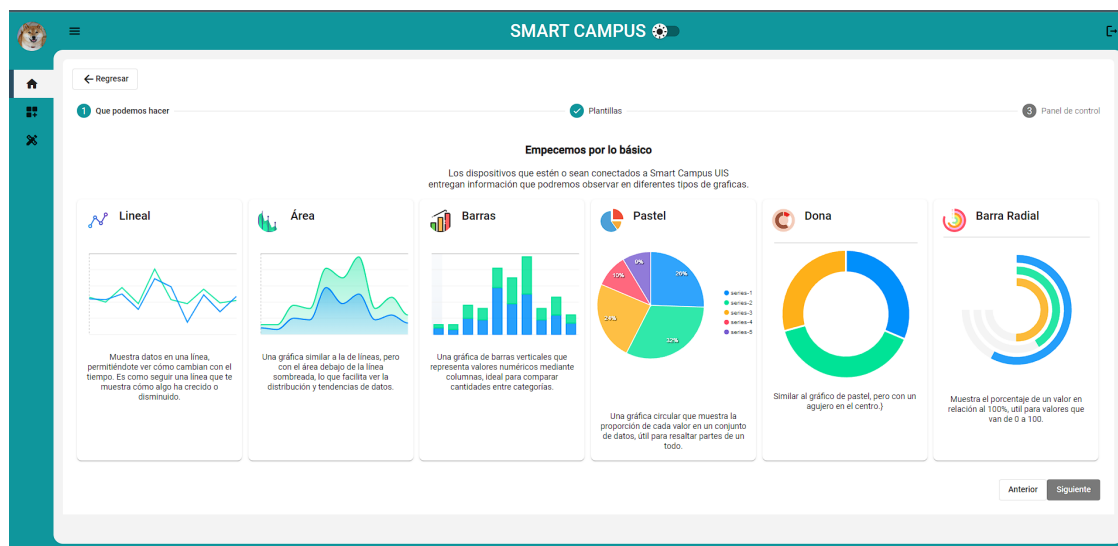 SMART CAMPUS
Regresar
1 Que podemos hacer
Plantillas
3 Panel de control
Empecemos por lo básico
Los dispositivos que estén o sean conectados a Smart Campus UIS
entregan información que podremos observar en diferentes tipos de graficas.
Lineal
Muestra datos en una línea,
permitiéndote ver cómo cambian con el
tiempo. Es como seguir una línea que te
muestra cómo algo ha crecido o
disminuido.
Área
Una gráfica similar a la de líneas, pero
con el área debajo de la línea
sombreada, lo que facilita ver la
distribución y tendencias de datos.
Barras
Una gráfica de barras verticales que
representa valores numéricos mediante
columnas, ideal para comparar
cantidades entre categorías.
Pastel
9%
10%
20%
24%
32%
series-1
series-2
series-3
series-4
series-5
Una gráfica circular que muestra la
proporción de cada valor en un conjunto
de datos, útil para resaltar partes de un
todo.
Dona
Similar al gráfico de pastel, pero con un
agujero en el centro.)
Barra Radial
Muestra el porcentaje de un valor en
relación al 100%, util para valores que
van de 0 a 100.
Anterior
Siguiente